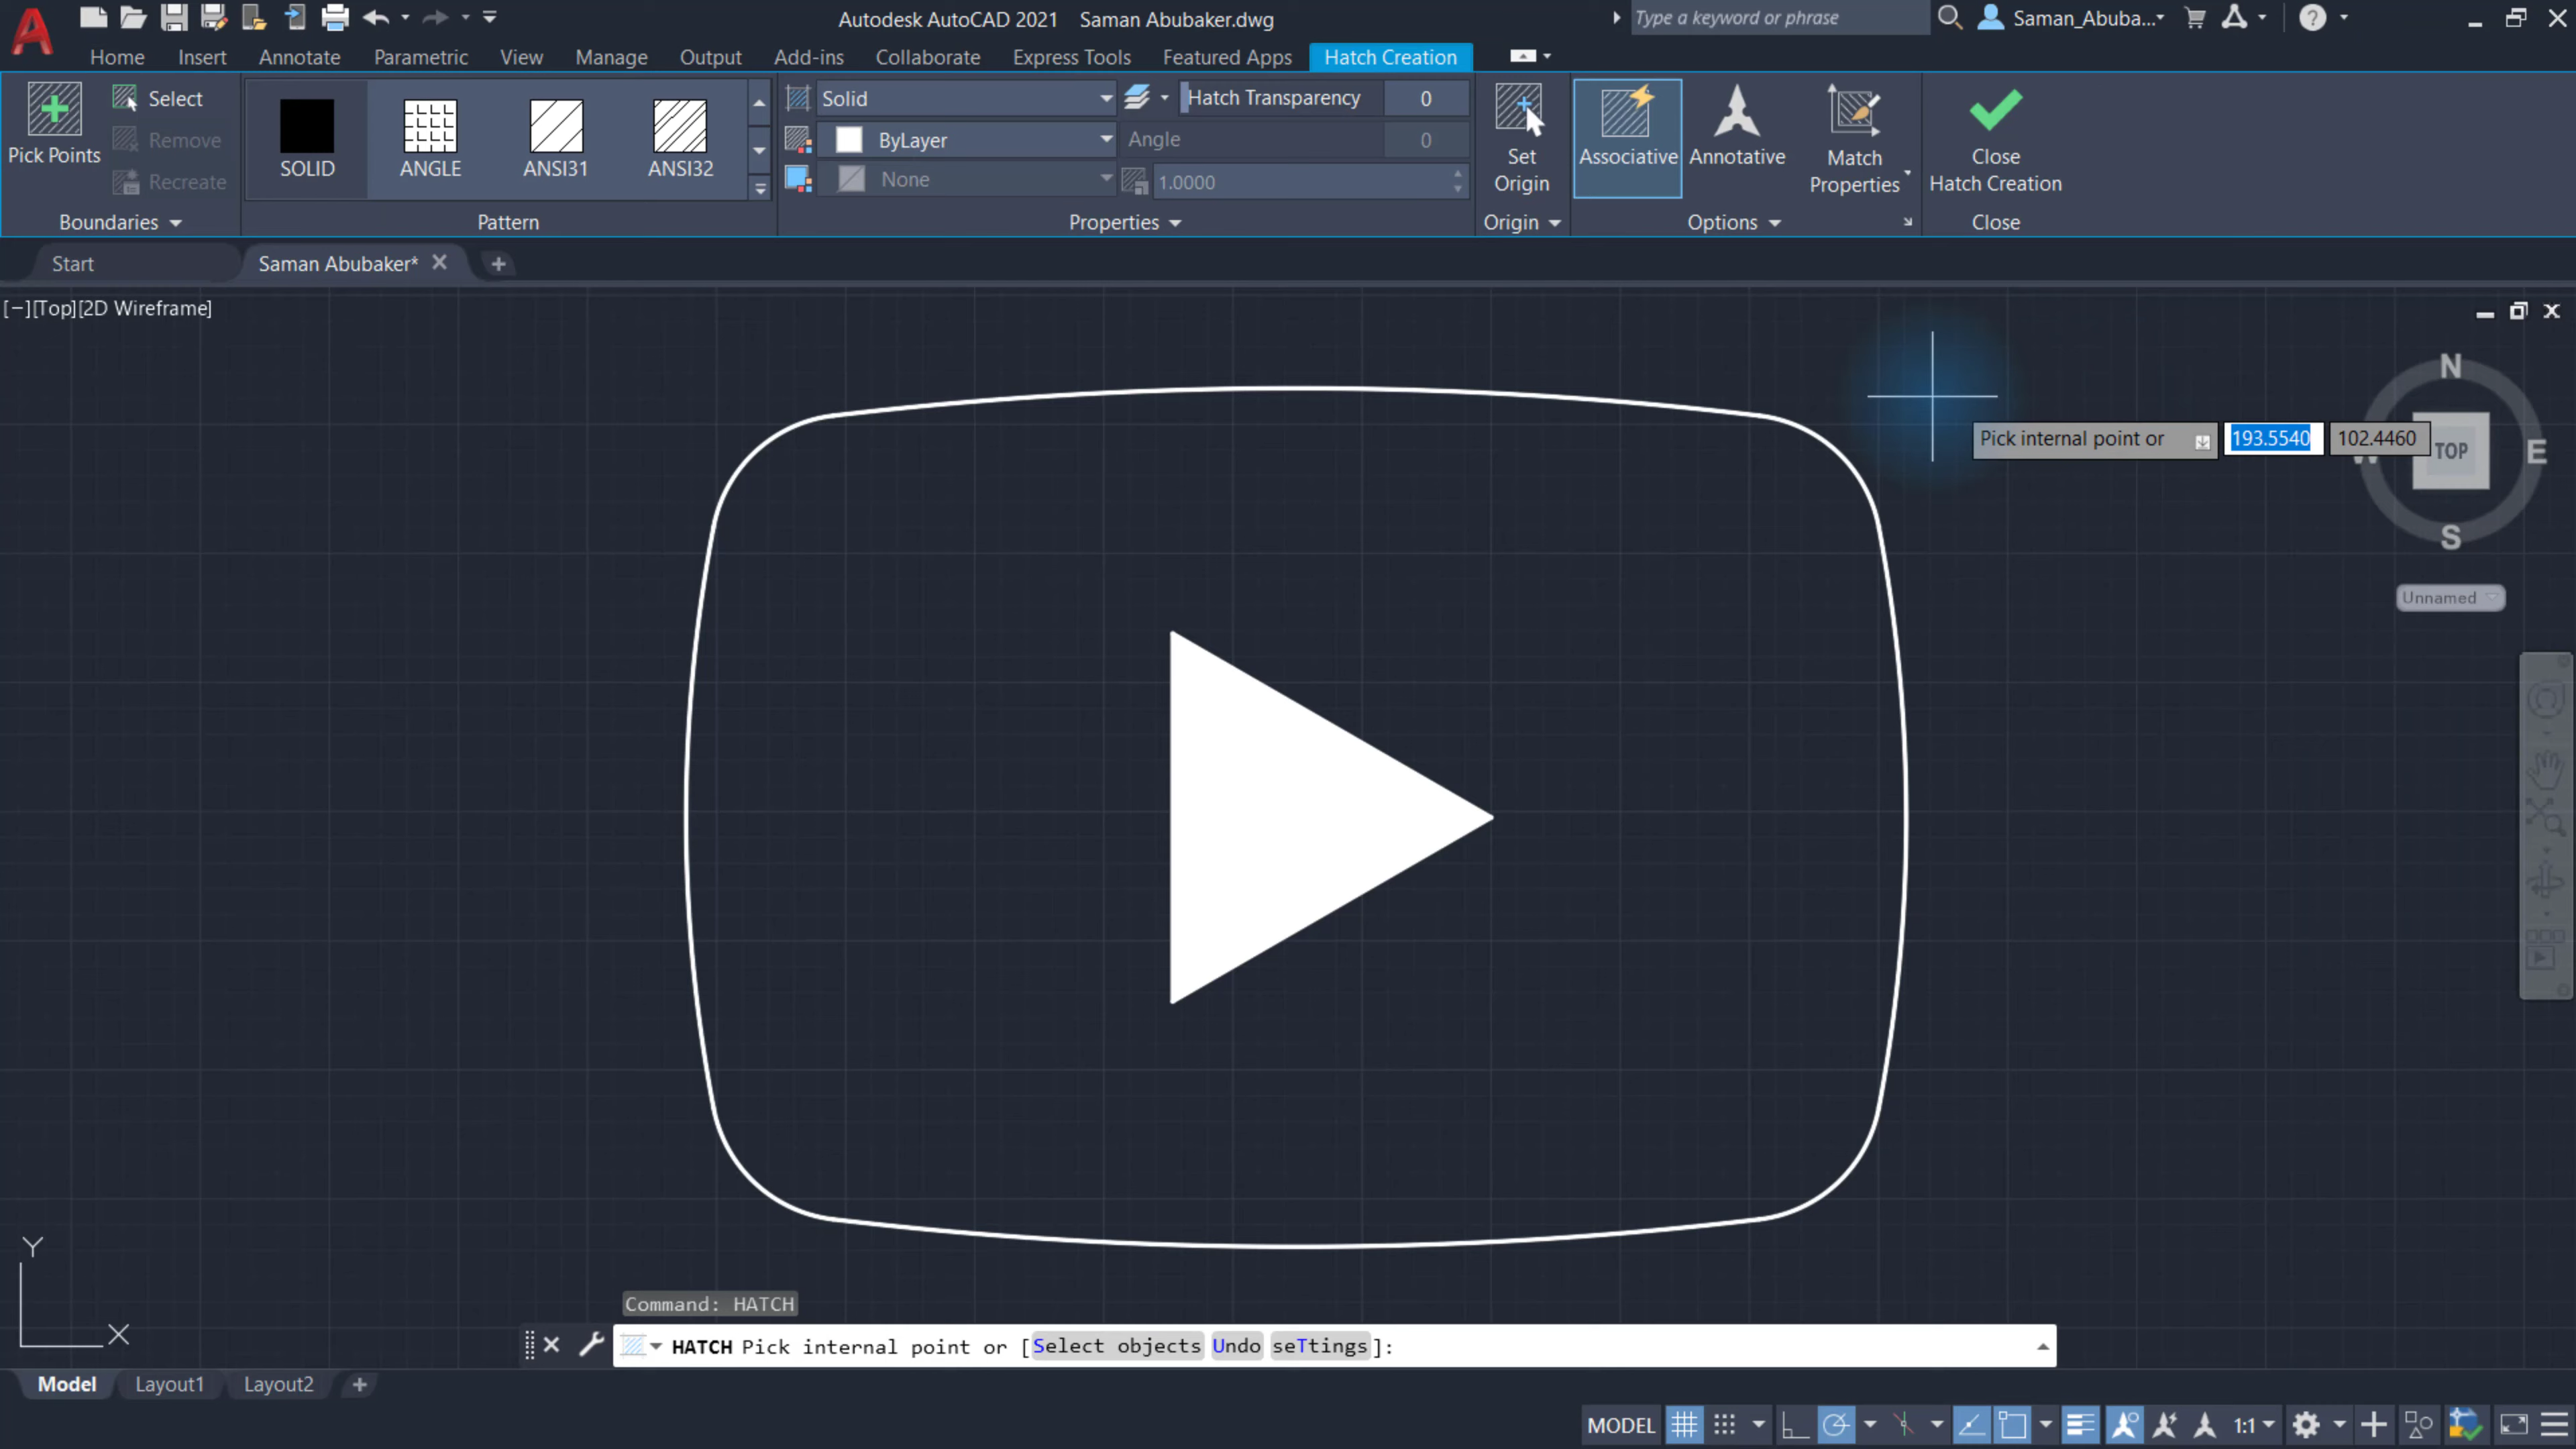 Autodesk AutoCAD 2021 Saman Abubaker.dwg
Type a keyword or phrase
Saman_Abuba...
Home Insert Annotate Parametric View Manage Output Add-ins Collaborate Express Tools Featured Apps Hatch Creation
Pick Points
Select
Remove
Recreate
Boundaries
SOLID
ANGLE
ANSI31
ANSI32
Pattern
Solid
ByLayer
None
Hatch Transparency 0
Angle 0
1.0000
Properties
Set
Origin
Origin
Associative
Annotative
Match
Properties
Options
Close
Hatch Creation
Close
Start
Saman Abubaker*
[−][Top][2D Wireframe]
Pick internal point or 193.5540 102.4460
N
TOP
E
S
Unnamed
Y
X
Command: HATCH
HATCH Pick internal point or [Select objects Undo seTtings]:
Model Layout1 Layout2
MODEL
1:1